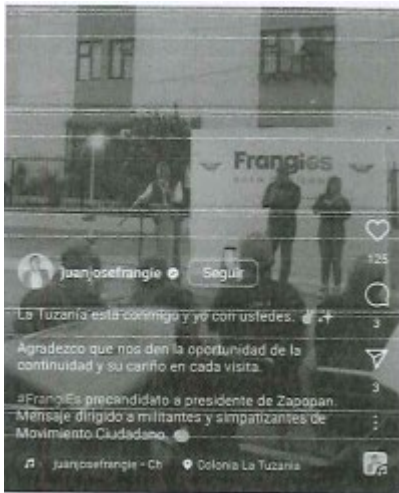 Frangies
juanjosefrangie
Seguir
125
3
3
La Tuzanía está conmigo y yo con ustedes.
Agradezco que nos den la oportunidad de la
continuidad y su cariño en cada visita.
#FrangiEs precandidato a presidente de Zapopan.
Mensaje dirigido a militantes y simpatizantes de
Movimiento Ciudadano.
juanjosefrangie - Ch
Colonia La Tuzania